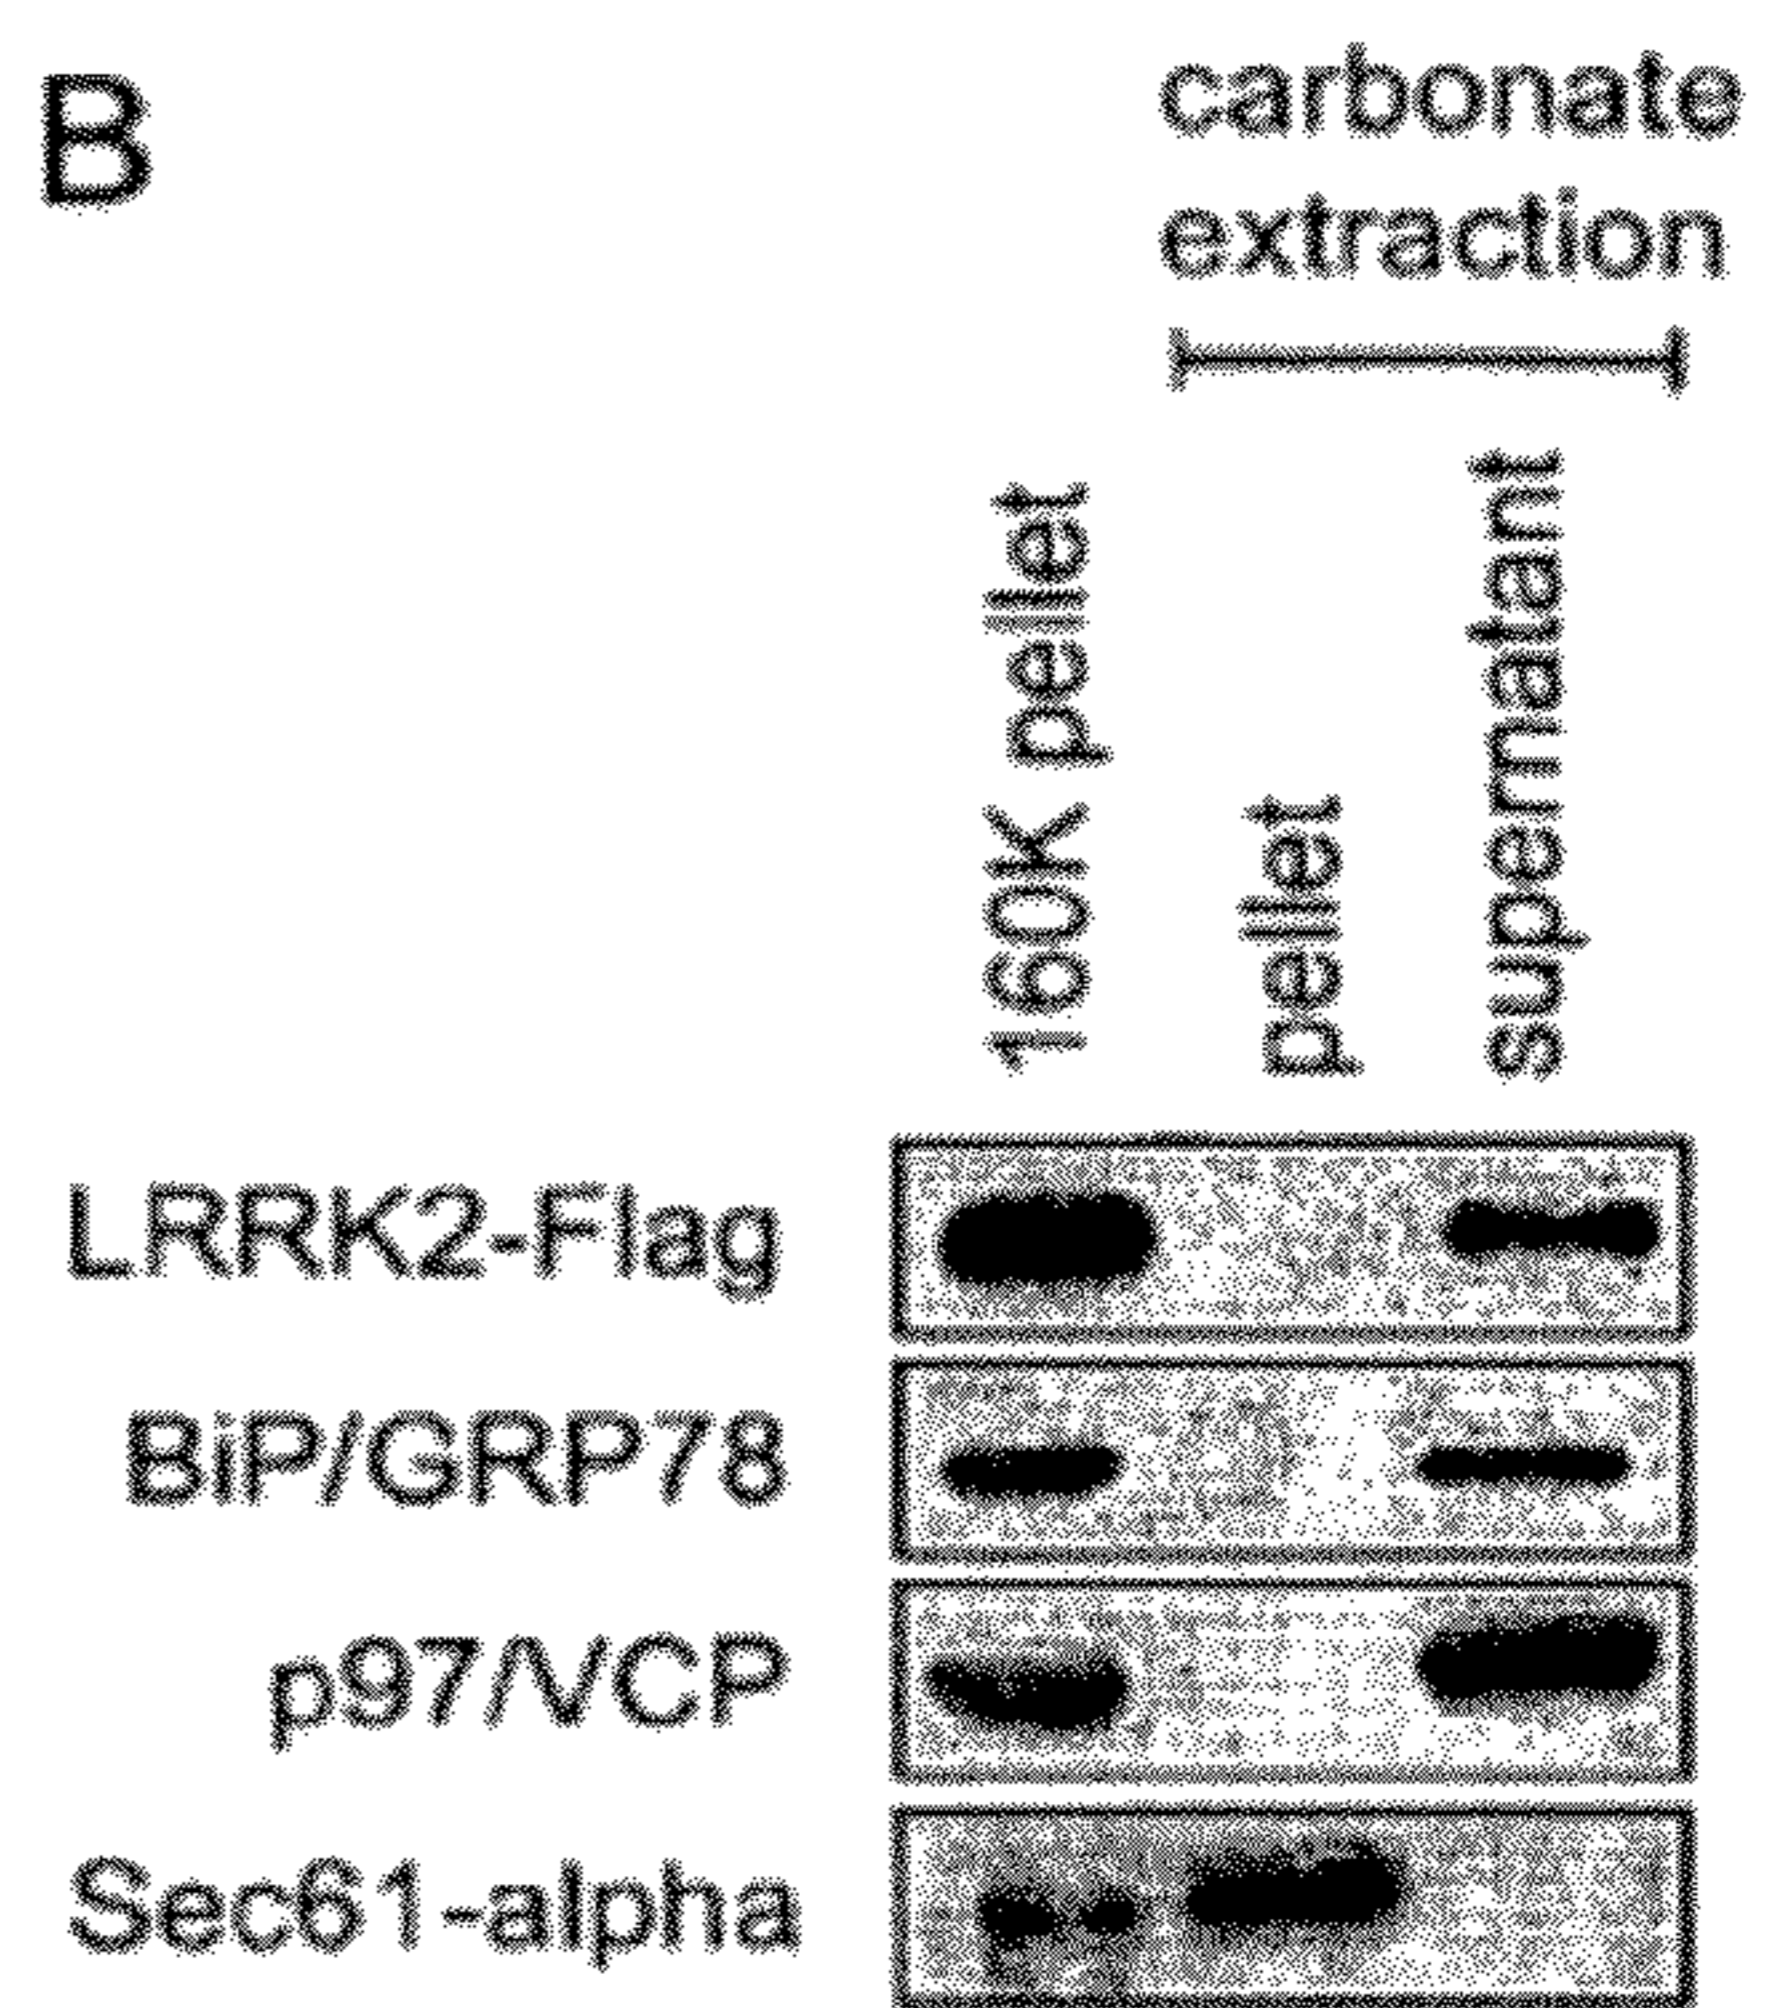 B
carbonate
extraction
160K pellet
pellet
supernatant
LRRK2-Flag
BiP/GRP78
p97/VCP
Sec61-alpha